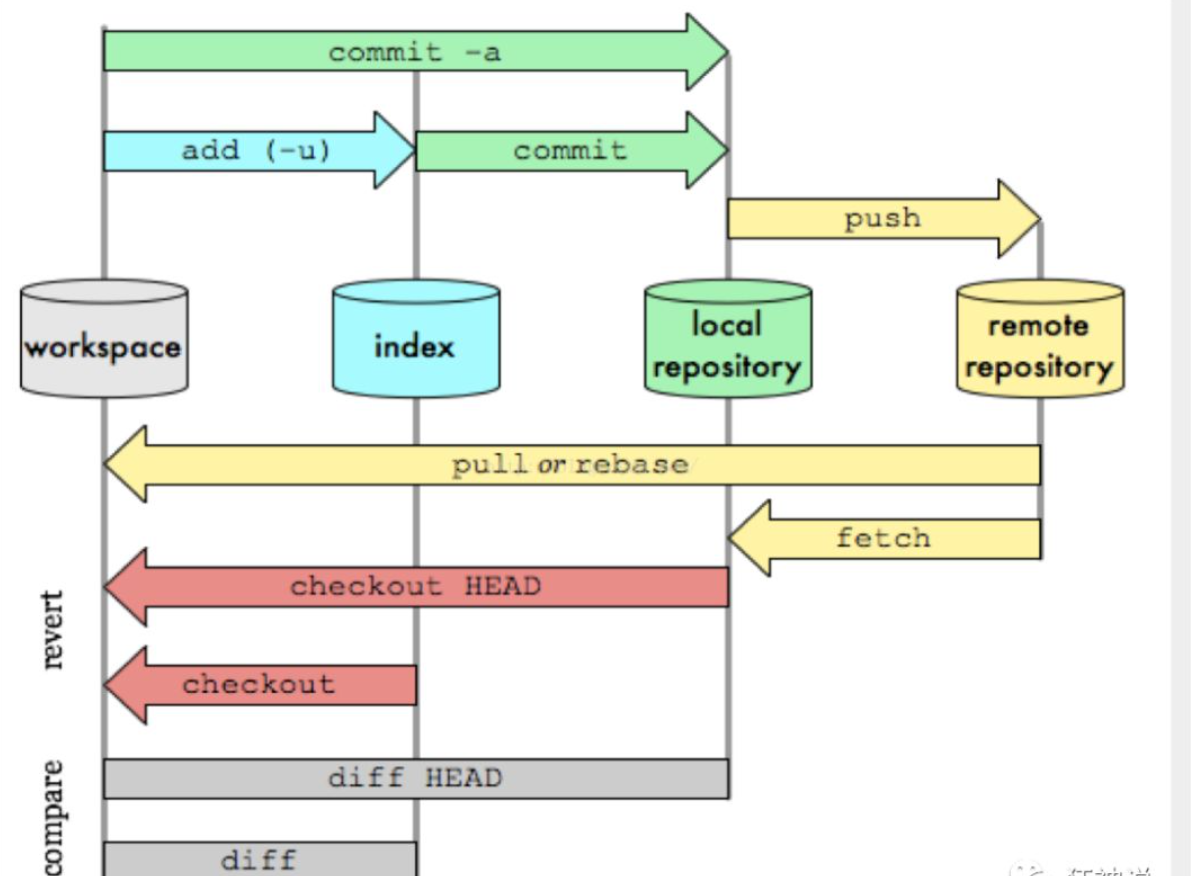 commit -a
add (-u)
commit
push
workspace
index
local
repository
remote
repository
pull or rebase
fetch
revert
checkout HEAD
checkout
compare
diff HEAD
diff